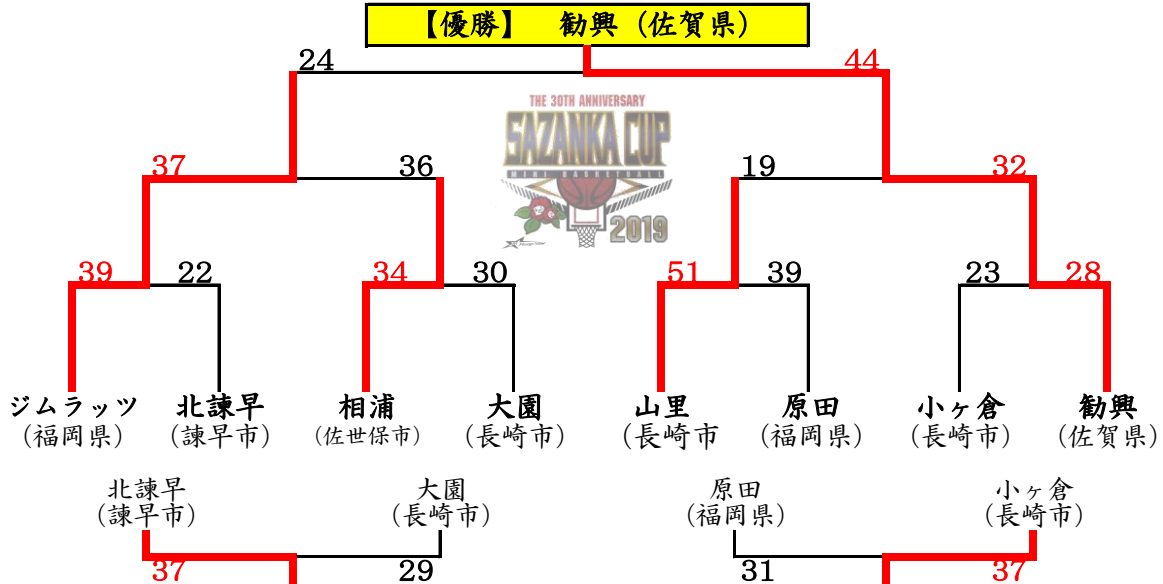 【優勝】 勧興（佐賀県）
24 44
THE 30TH ANNIVERSARY
SAZANKA CUP
MINI BASKETBALL
2019
37 36 19 32
39 22 34 30 51 39 23 28
ジムラッツ 北諫早 相浦 大園 山里 原田 小ヶ倉 勧興
（福岡県） （諫早市） （佐世保市） （長崎市） （長崎市 （福岡県） （長崎市） （佐賀県）
北諫早 大園 原田 小ヶ倉
（諫早市） （長崎市） （福岡県） （長崎市）
37 29 31 37